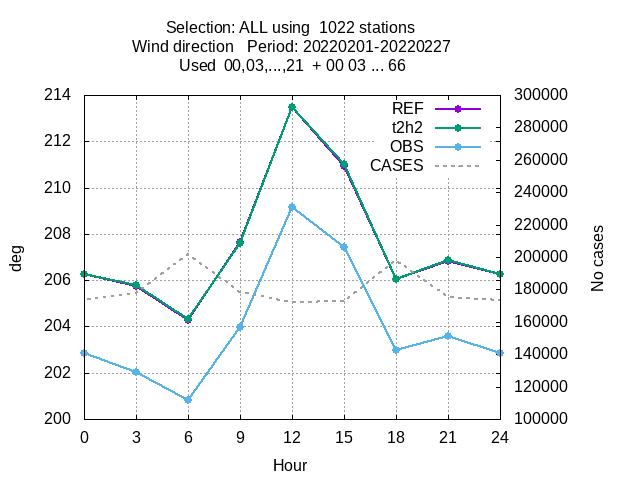 Selection: ALL using  1022 stations
Wind direction   Period: 20220201-20220227
Used  00,03,...,21  + 00 03 ... 66
214 300000
REF
280000
t2h2
212
OBS
260000
CASES
210
240000
208
220000
200000
206
180000
204
160000
140000
202
120000
200 100000
deg
No cases
0 3 6 9 12 15 18 21 24
Hour